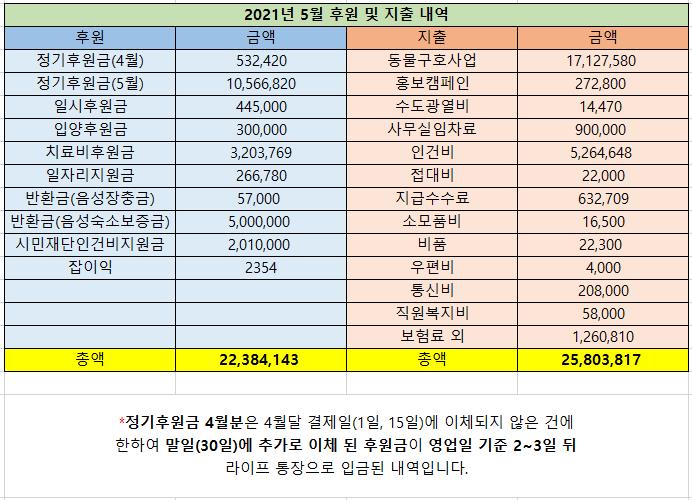 2021년 5월 후원 및 지출 내역
후원 금액 지출 금액
정기후원금(4월) 532,420 동물구호사업 17,127,580
정기후원금(5월) 10,566,820 홍보캠페인 272,800
일시후원금 445,000 수도광열비 14,470
입양후원금 300,000 사무실임차료 900,000
치료비후원금 3,203,769 인건비 5,264,648
일자리지원금 266,780 접대비 22,000
반환금(음성장충금) 57,000 지급수수료 632,709
반환금(음성숙소보증금) 5,000,000 소모품비 16,500
시민재단인건비지원금 2,010,000 비품 22,300
잡이익 2354 우편비 4,000
통신비 208,000
직원복지비 58,000
보험료 외 1,260,810
총액 22,384,143 총액 25,803,817
*정기후원금 4월분은 4월달 결제일(1일, 15일)에 이체되지 않은 건에
한하여 말일(30일)에 추가로 이체 된 후원금이 영업일 기준 2~3일 뒤
라이프 통장으로 입금된 내역입니다.